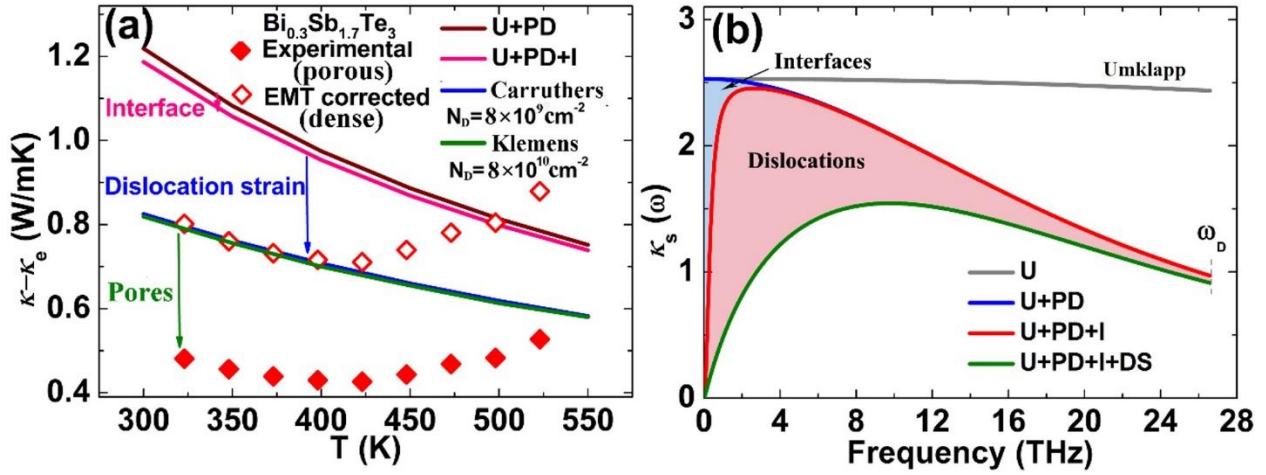 (a)
Bi0.3Sb1.7Te3
Experimental
(porous)
EMT corrected
(dense)
U+PD
U+PD+I
Carruthers
ND=8×10⁹cm⁻²
Klemens
ND=8×10¹⁰cm⁻²
Interface
Dislocation strain
Pores
κ–κe (W/mK)
1.2
1.0
0.8
0.6
0.4
300 350 400 450 500 550
T (K)
(b)
Interfaces
Umklapp
Dislocations
ωD
U
U+PD
U+PD+I
U+PD+I+DS
κs (ω)
3
2
1
0
0 4 8 12 16 20 24 28
Frequency (THz)